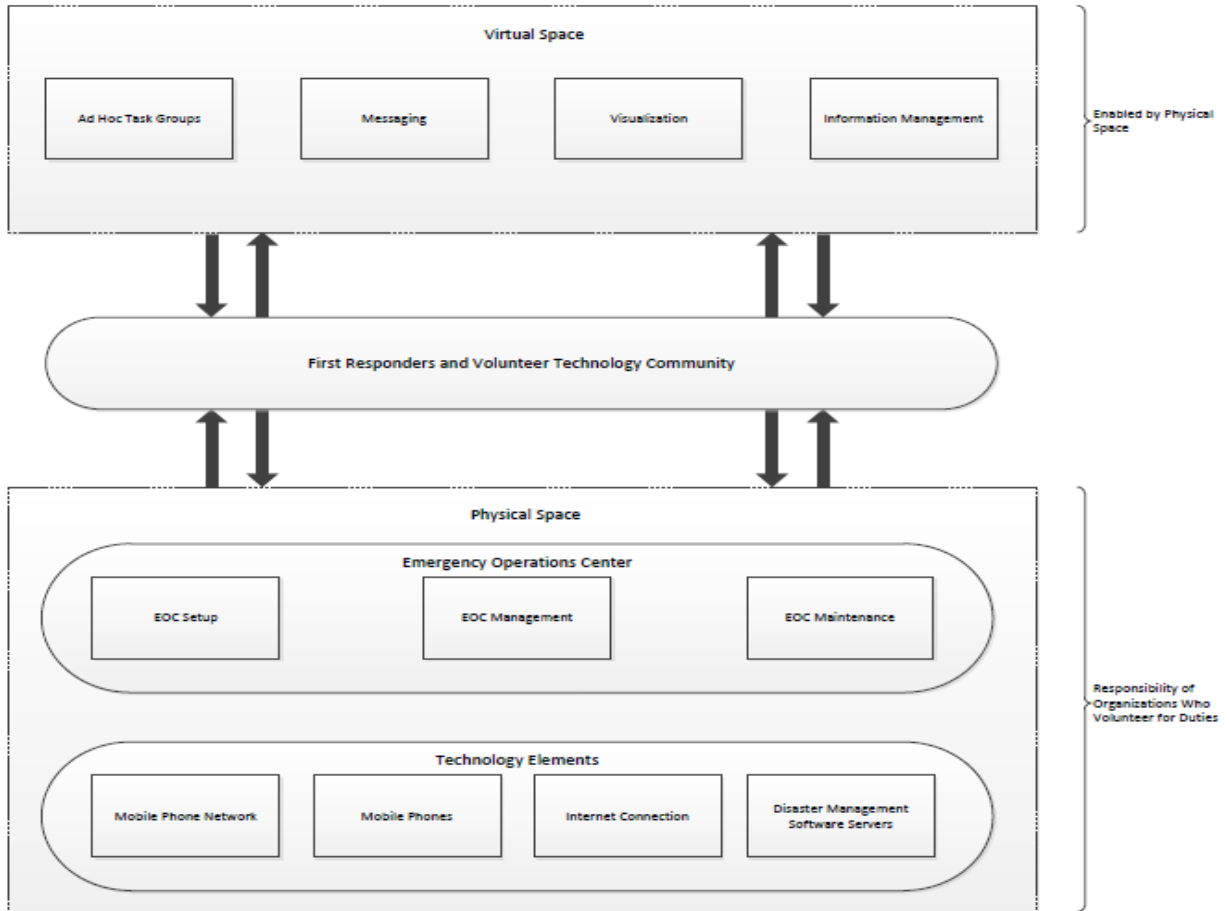 Virtual Space
Ad Hoc Task Groups
Messaging
Visualization
Information Management
Enabled by Physical
Space
First Responders and Volunteer Technology Community
Physical Space
Emergency Operations Center
EOC Setup
EOC Management
EOC Maintenance
Responsibility of
Organizations Who
Volunteer for Duties
Technology Elements
Mobile Phone Network
Mobile Phones
Internet Connection
Disaster Management
Software Servers